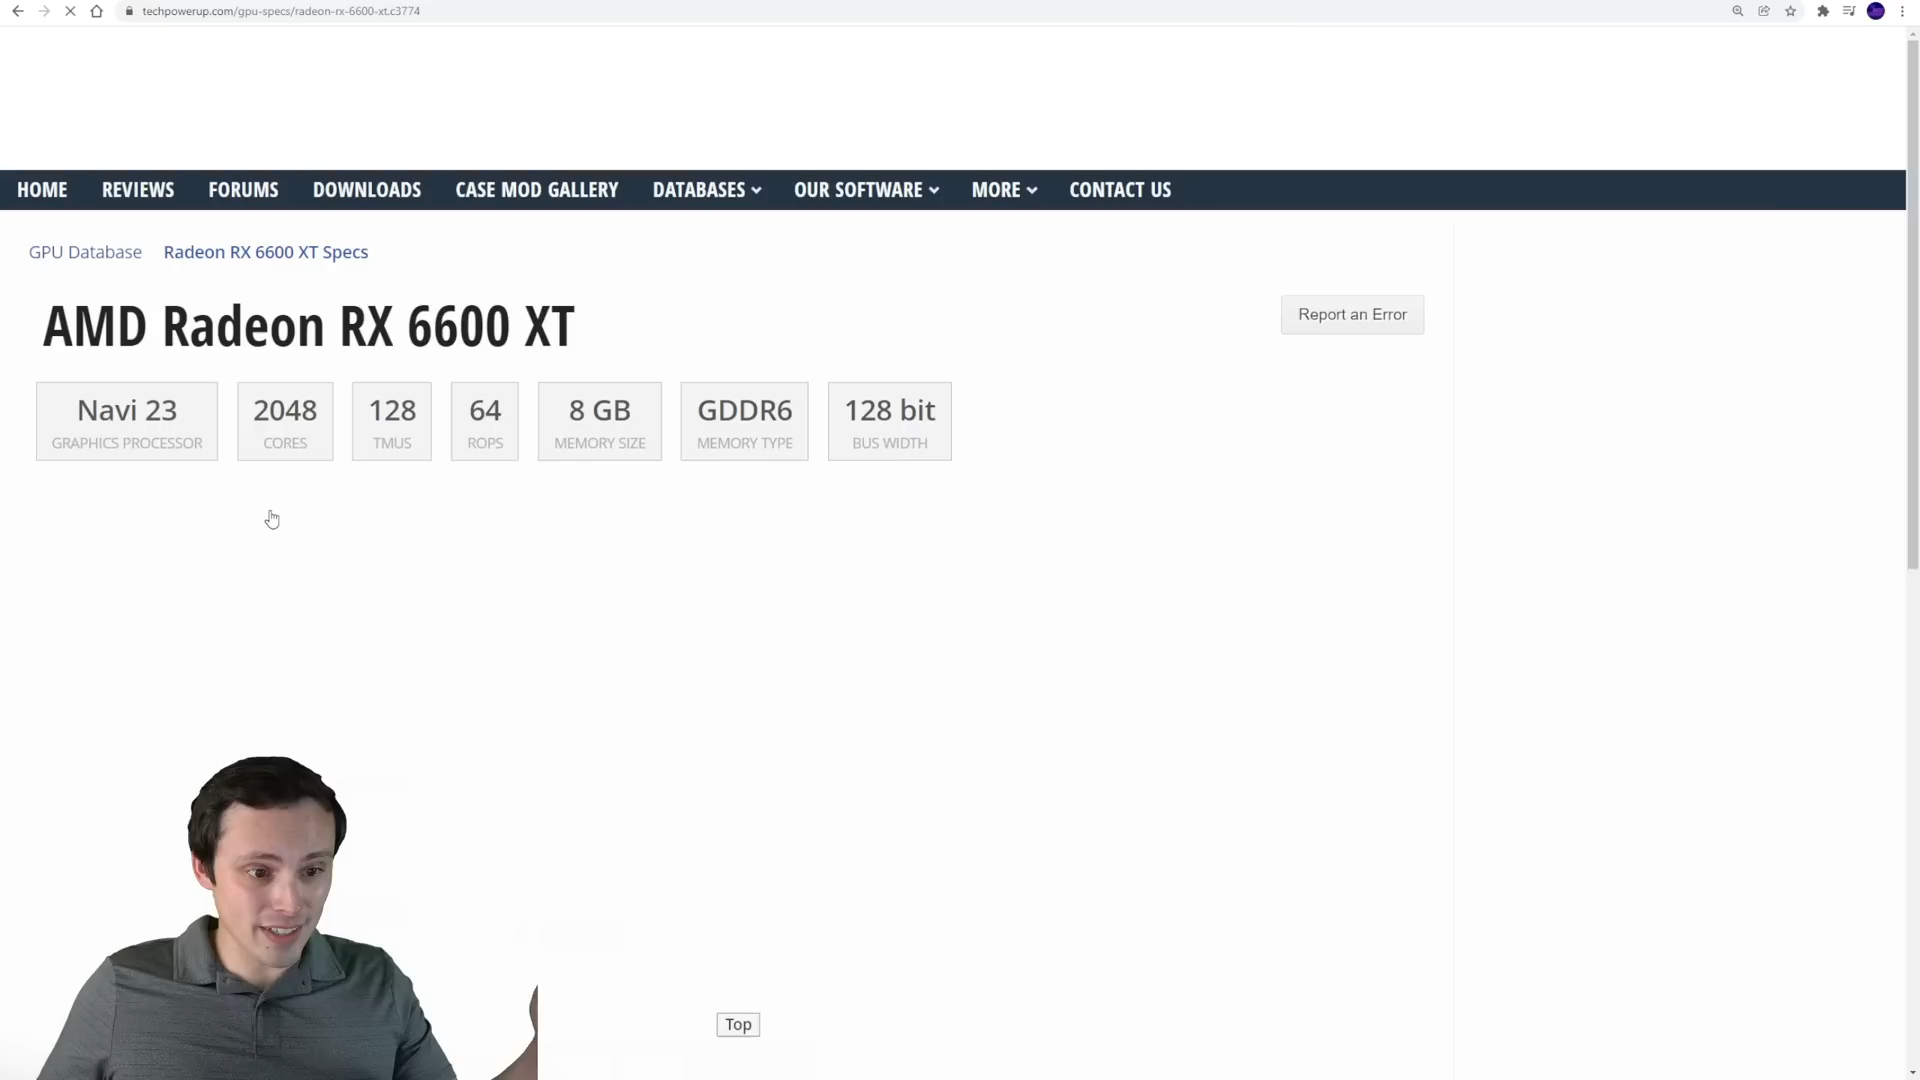 techpowerup.com/gpu-specs/radeon-rx-6600-xt.c3774
HOME REVIEWS FORUMS DOWNLOADS CASE MOD GALLERY DATABASES OUR SOFTWARE MORE CONTACT US
GPU Database Radeon RX 6600 XT Specs
AMD Radeon RX 6600 XT
Report an Error
Navi 23 2048 128 64 8 GB GDDR6 128 bit
GRAPHICS PROCESSOR CORES TMUS ROPS MEMORY SIZE MEMORY TYPE BUS WIDTH
Top